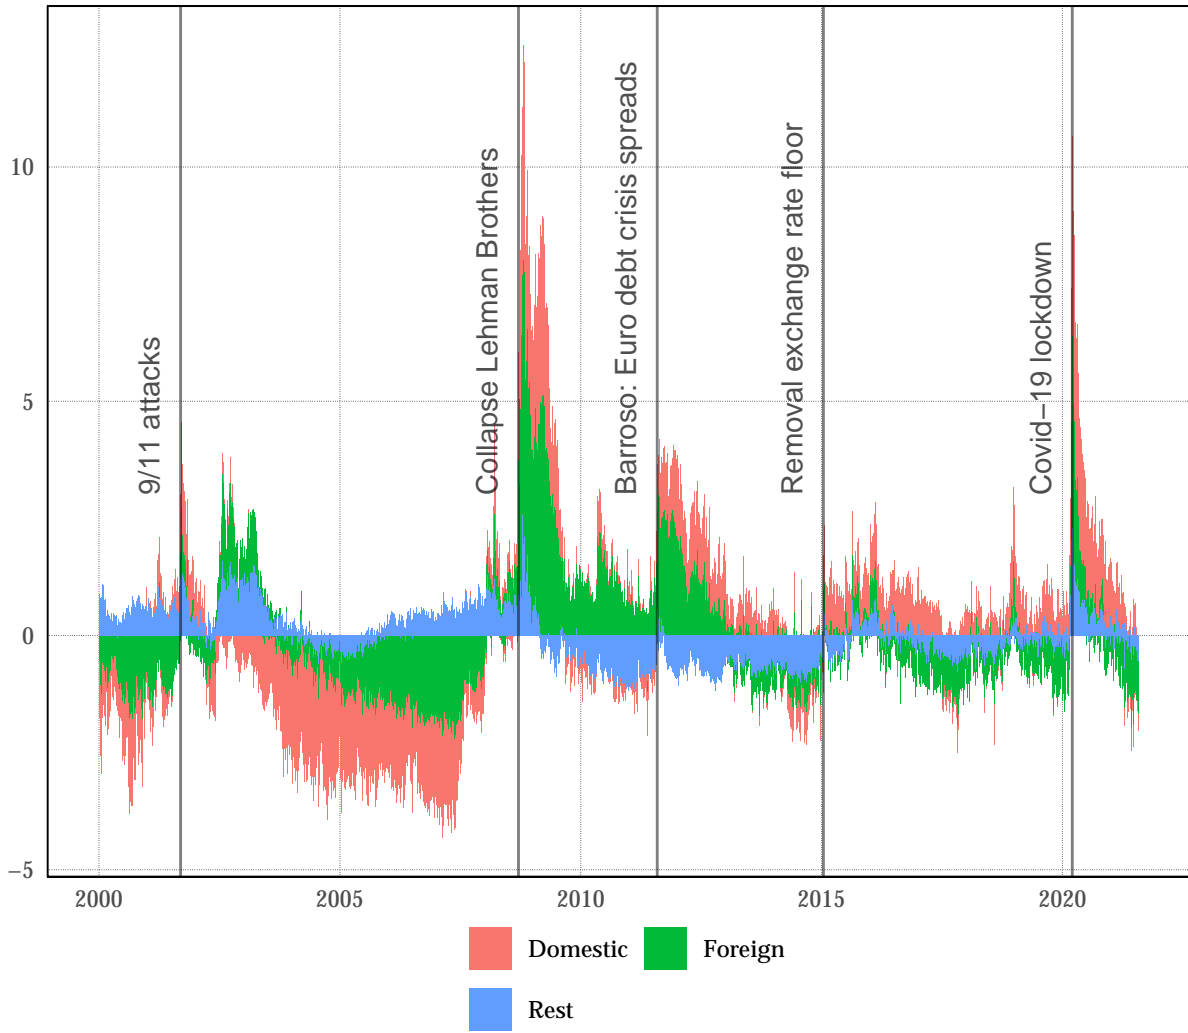 10
5
0
−5
9/11 attacks
Collapse Lehman Brothers
Barroso: Euro debt crisis spreads
Removal exchange rate floor
Covid−19 lockdown
2000
2005
2010
2015
2020
Domestic
Foreign
Rest